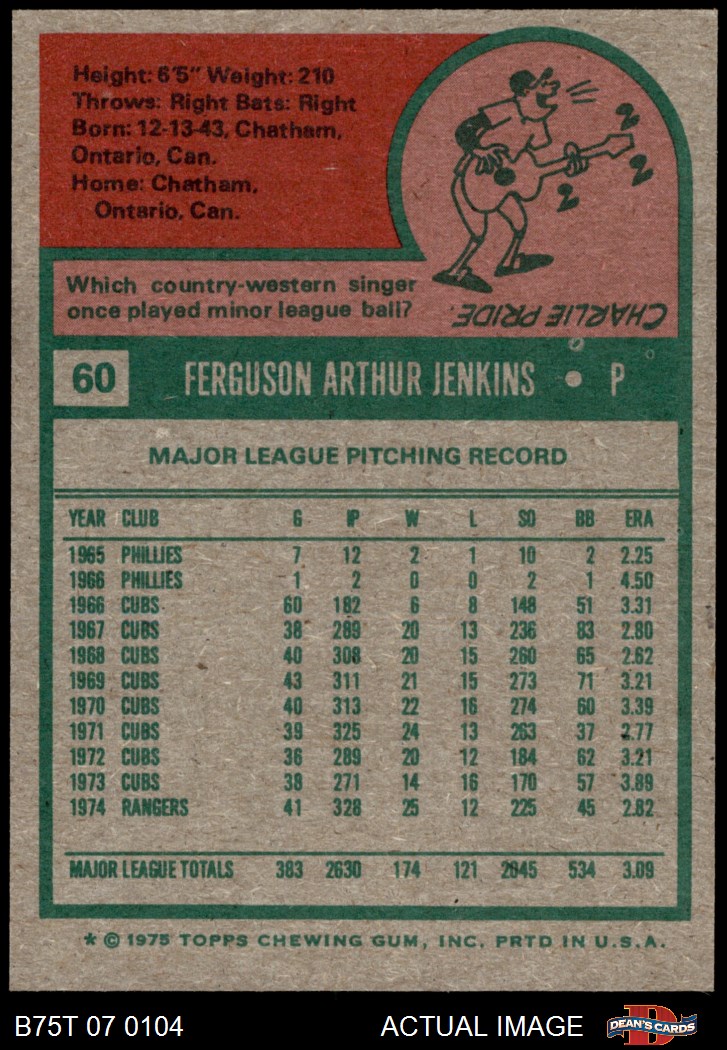 Height: 6'5" Weight: 210
Throws: Right Bats: Right
Born: 12-13-43, Chatham,
Ontario, Can.
Home: Chatham,
Ontario, Can.
Which country-western singer
once played minor league ball?
CHARLIE PRIDE.
60 FERGUSON ARTHUR JENKINS • P
MAJOR LEAGUE PITCHING RECORD
YEAR CLUB G IP W L SO BB ERA
1965 PHILLIES 7 12 2 1 10 2 2.25
1966 PHILLIES 1 2 0 0 2 1 4.50
1966 CUBS 60 182 6 8 148 51 3.31
1967 CUBS 38 289 20 13 236 83 2.80
1968 CUBS 40 308 20 15 260 65 2.62
1969 CUBS 43 311 21 15 273 71 3.21
1970 CUBS 40 313 22 16 274 60 3.39
1971 CUBS 39 325 24 13 263 37 2.77
1972 CUBS 36 289 20 12 184 62 3.21
1973 CUBS 38 271 14 16 170 57 3.89
1974 RANGERS 41 328 25 12 225 45 2.82
MAJOR LEAGUE TOTALS 383 2630 174 121 2045 534 3.09
* © 1975 TOPPS CHEWING GUM, INC. PRTD IN U.S.A.
B75T 07 0104 ACTUAL IMAGE DEAN'S CARDS